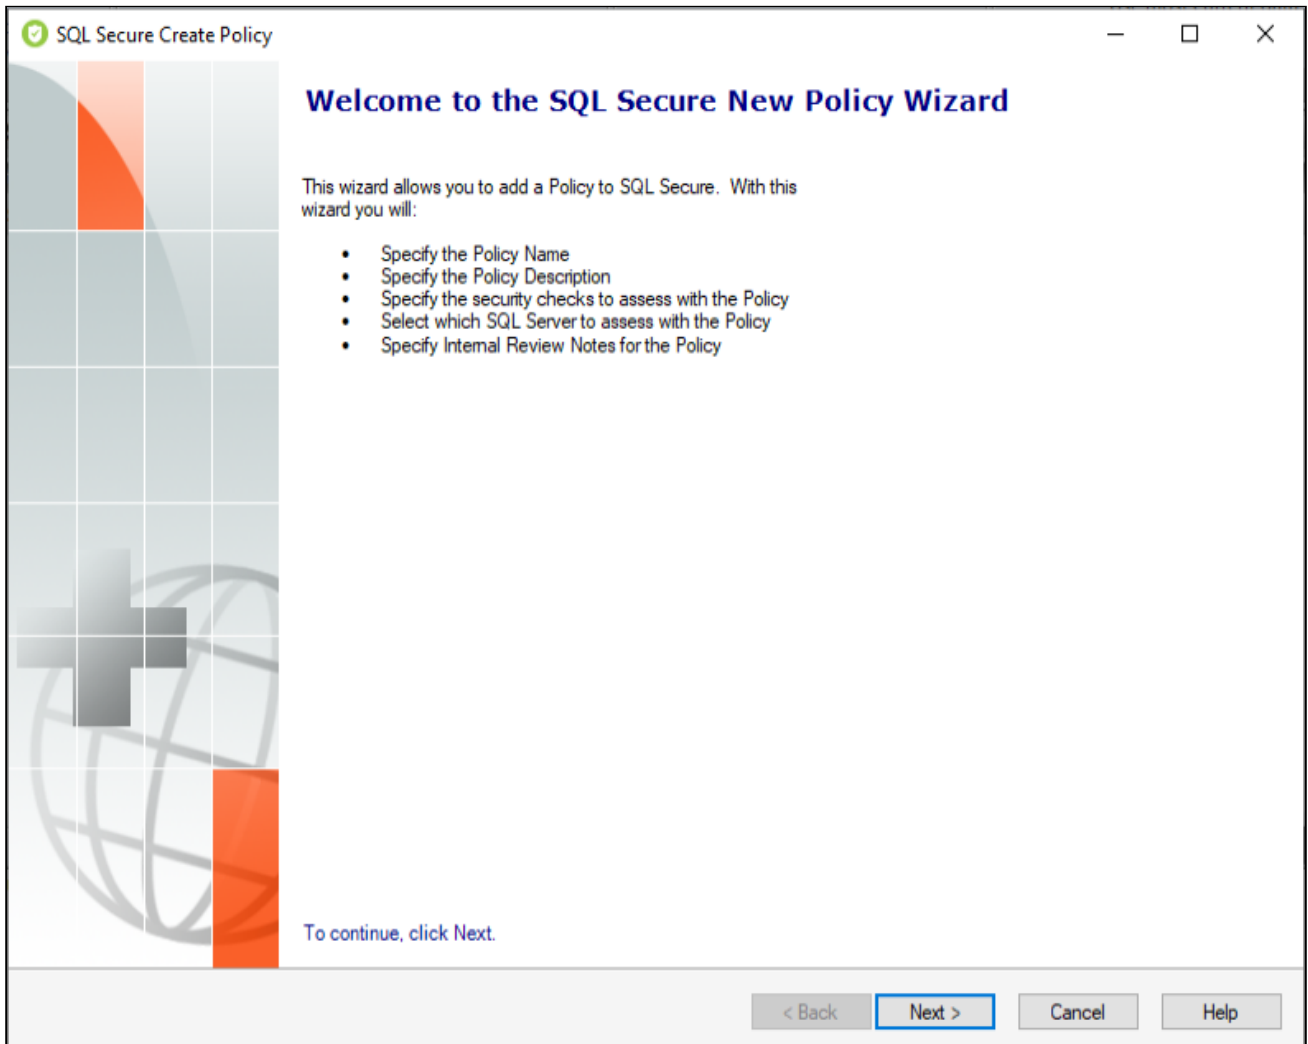 SQL Secure Create Policy
Welcome to the SQL Secure New Policy Wizard
This wizard allows you to add a Policy to SQL Secure.  With this
wizard you will:
• Specify the Policy Name
• Specify the Policy Description
• Specify the security checks to assess with the Policy
• Select which SQL Server to assess with the Policy
• Specify Internal Review Notes for the Policy
To continue, click Next.
< Back Next > Cancel Help